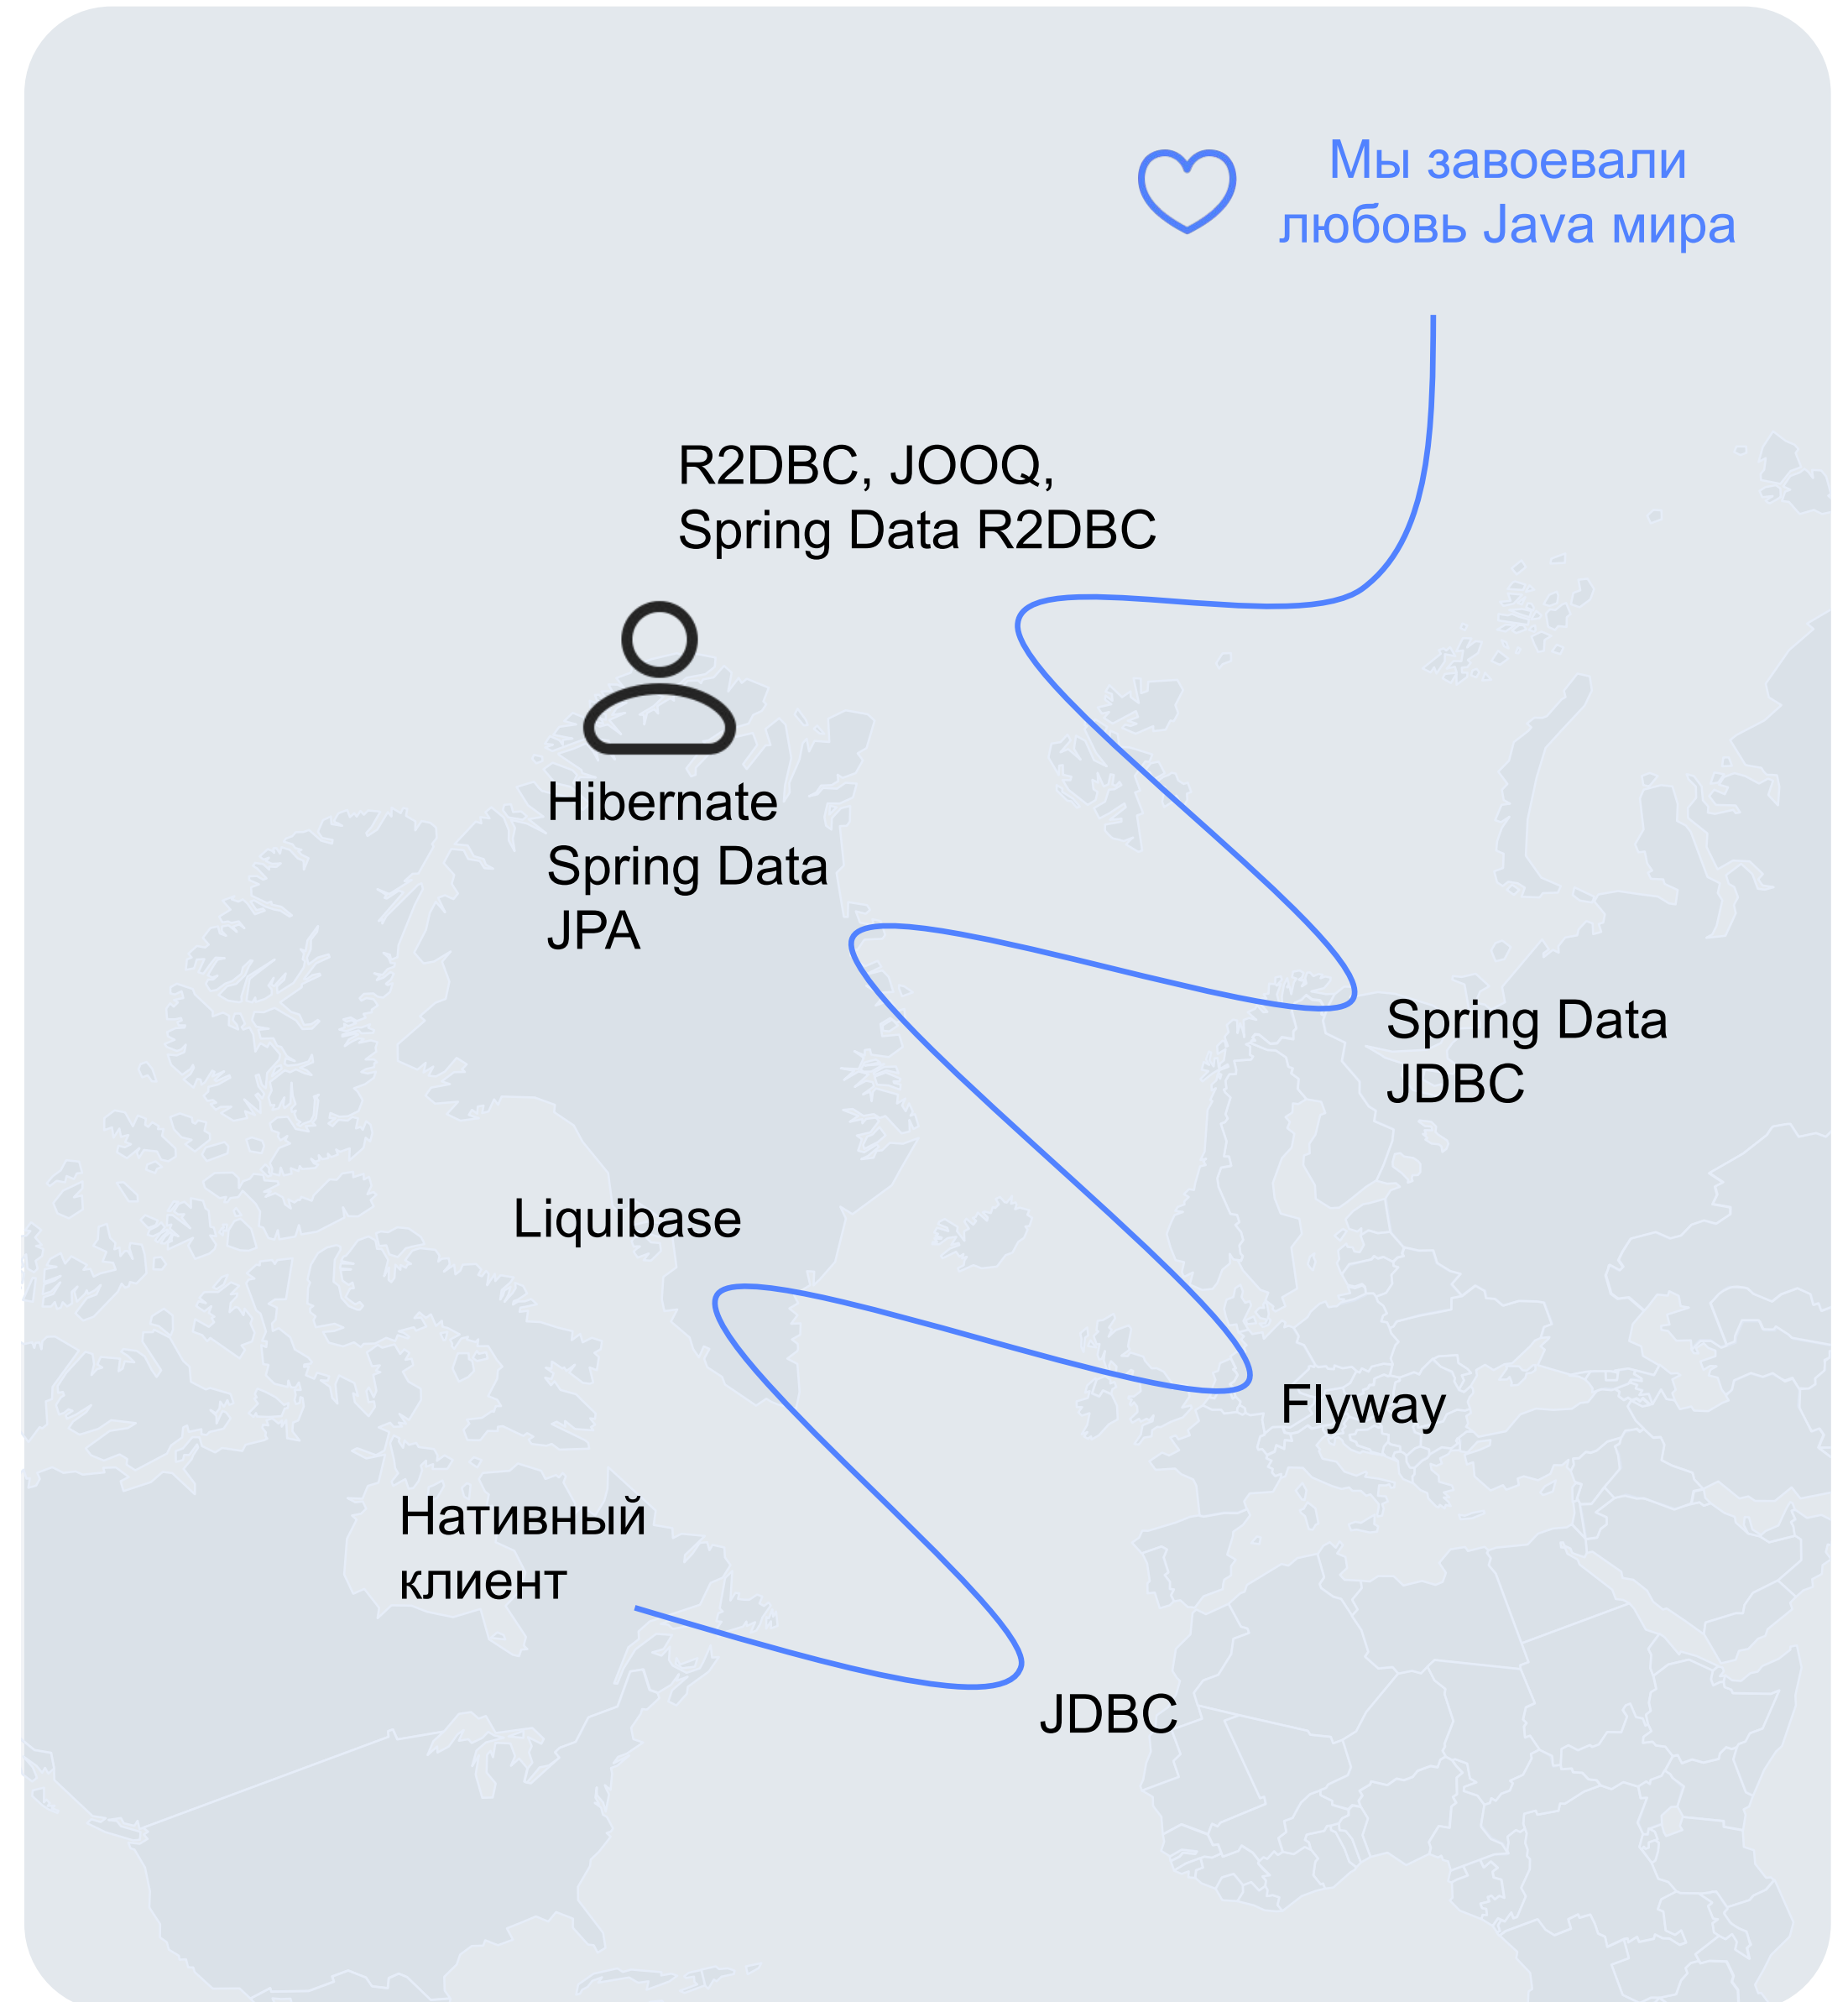 Мы завоевали
любовь Java мира
R2DBC, JOOQ,
Spring Data R2DBC
Hibernate
Spring Data
JPA
Spring Data
JDBC
Liquibase
Flyway
Нативный
клиент
JDBC